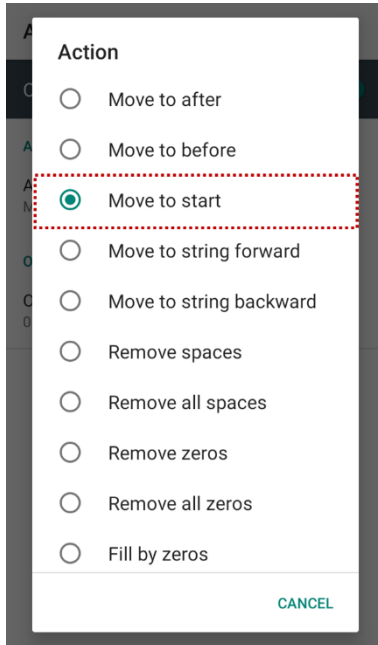 Action
Move to after
Move to before
Move to start
Move to string forward
Move to string backward
Remove spaces
Remove all spaces
Remove zeros
Remove all zeros
Fill by zeros
CANCEL